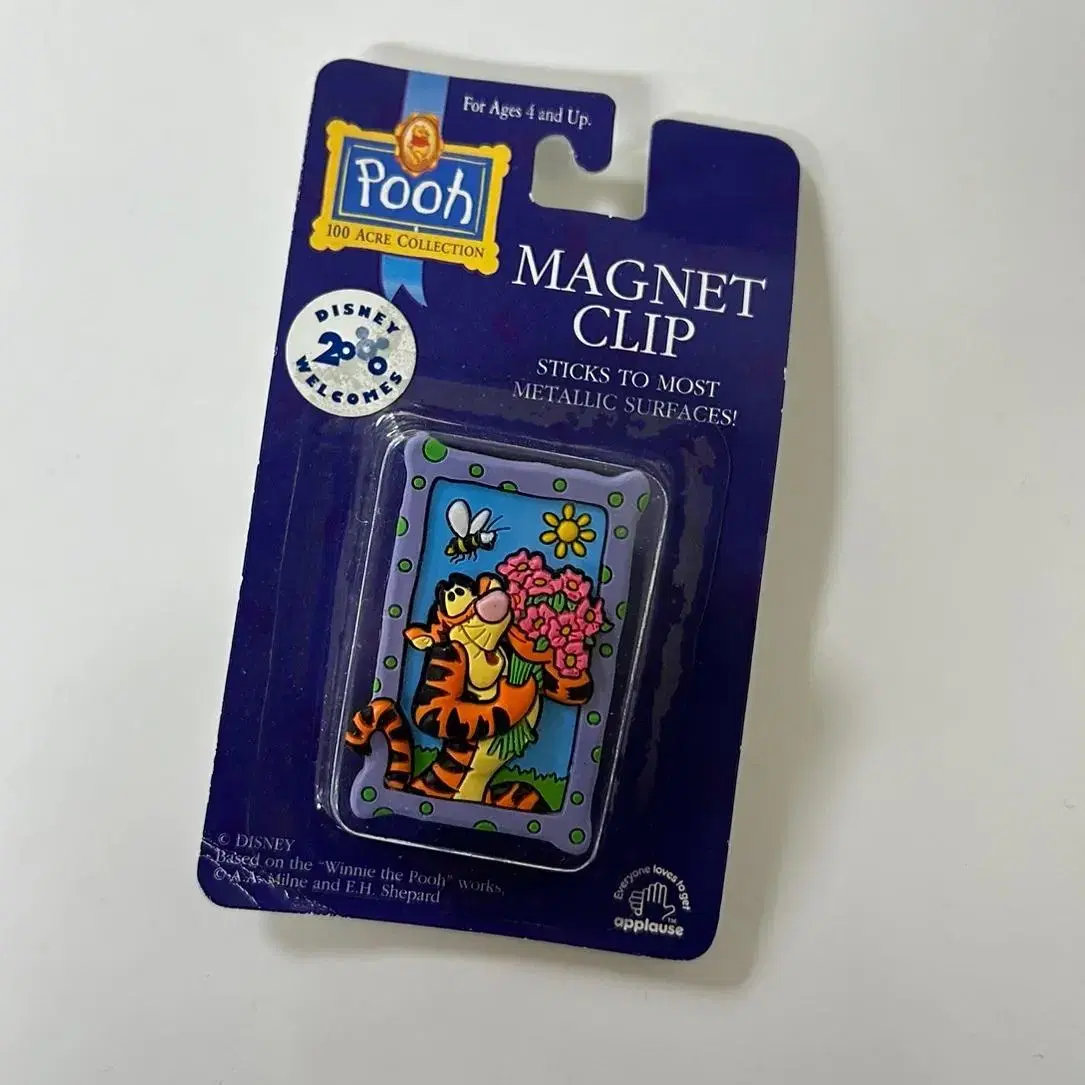 For Ages 4 and Up.
Pooh
100 Acre Collection
MAGNET
CLIP
STICKS TO MOST
METALLIC SURFACES!
DISNEY
2000
WELCOMES
© DISNEY
Based on the "Winnie the Pooh" works,
© A.A. Milne and E.H. Shepard
Everyone loves to get
applause™